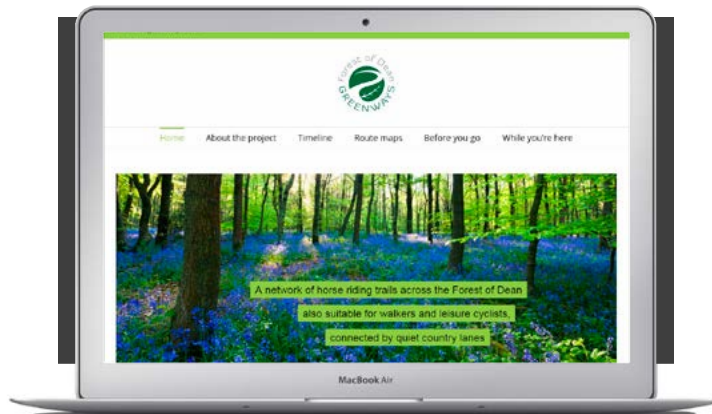 Forest of Dean
GREENWAYS
Home About the project Timeline Route maps Before you go While you're here
A network of horse riding trails across the Forest of Dean
also suitable for walkers and leisure cyclists,
connected by quiet country lanes
MacBook Air